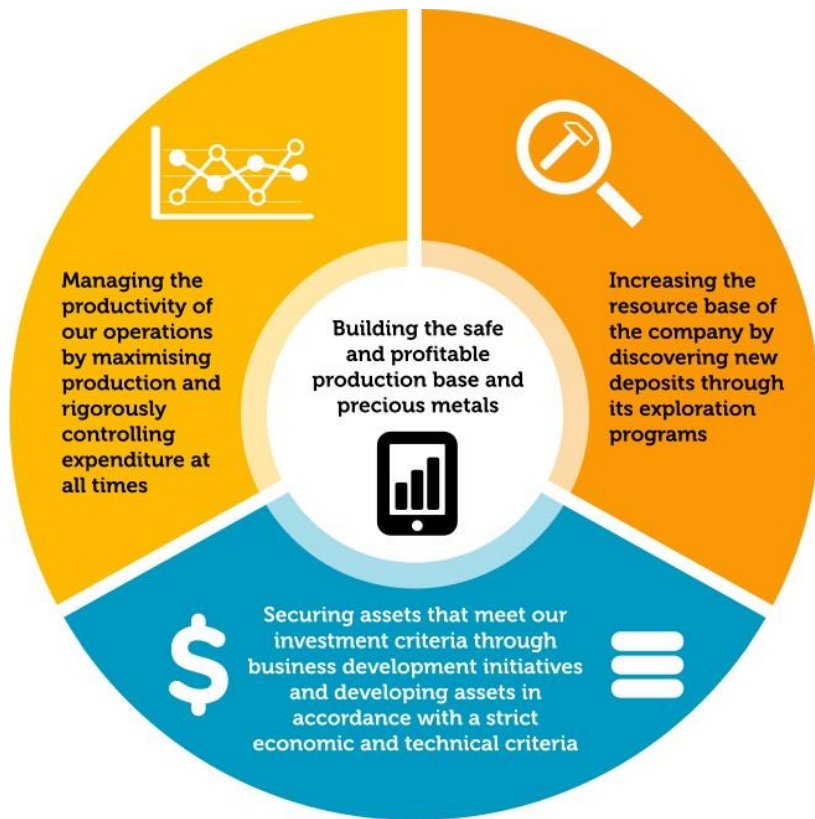 Managing the
productivity of
our operations
by maximising
production and
rigorously
controlling
expenditure at
all times
Building the safe
and profitable
production base and
precious metals
Increasing the
resource base of
the company by
discovering new
deposits through
its exploration
programs
Securing assets that meet our
investment criteria through
business development initiatives
and developing assets in
accordance with a strict
economic and technical criteria
$